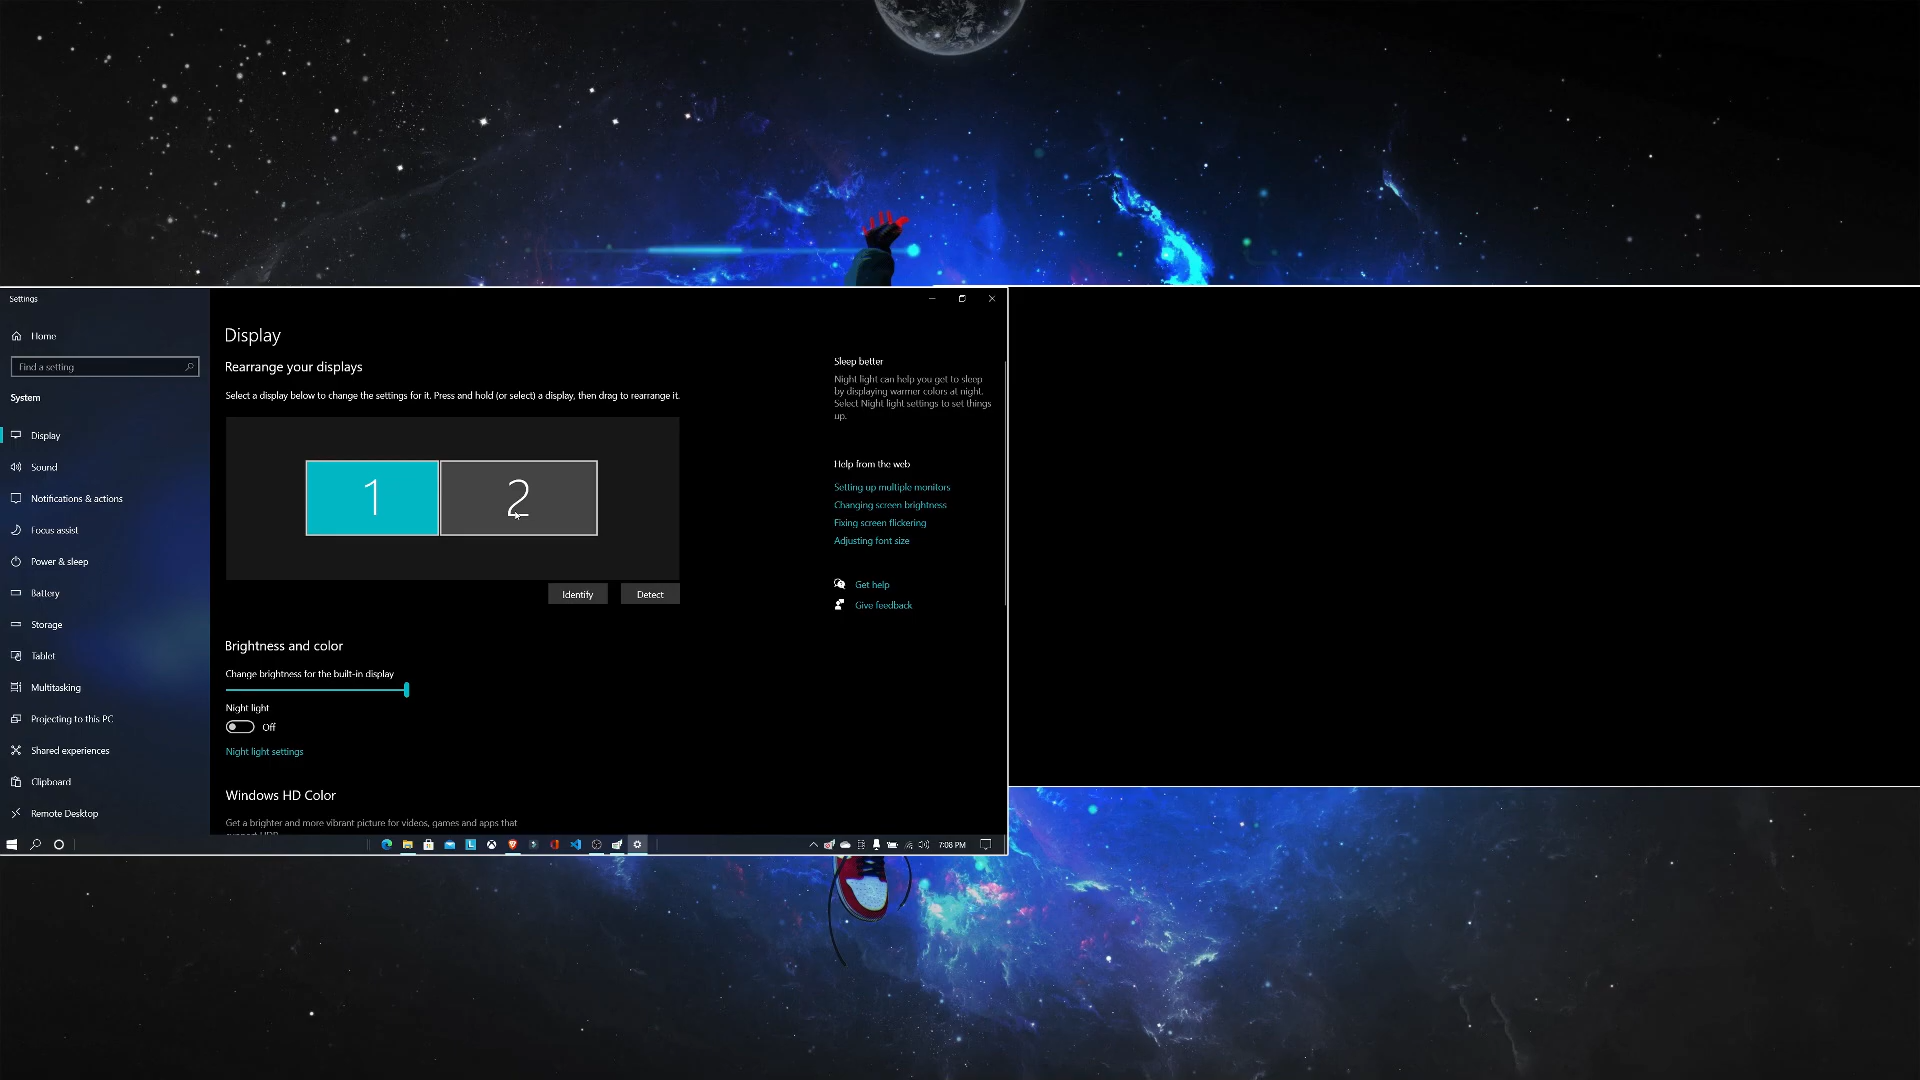 Settings
Home
Find a setting
System
Display
Sound
Notifications & actions
Focus assist
Power & sleep
Battery
Storage
Tablet
Multitasking
Projecting to this PC
Shared experiences
Clipboard
Remote Desktop
Display
Rearrange your displays
Select a display below to change the settings for it. Press and hold (or select) a display, then drag to rearrange it.
1
2
Identify
Detect
Brightness and color
Change brightness for the built-in display
Night light
Off
Night light settings
Windows HD Color
Get a brighter and more vibrant picture for videos, games and apps that
Sleep better
Night light can help you get to sleep
by displaying warmer colors at night.
Select Night light settings to set things
up.
Help from the web
Setting up multiple monitors
Changing screen brightness
Fixing screen flickering
Adjusting font size
Get help
Give feedback
7:08 PM